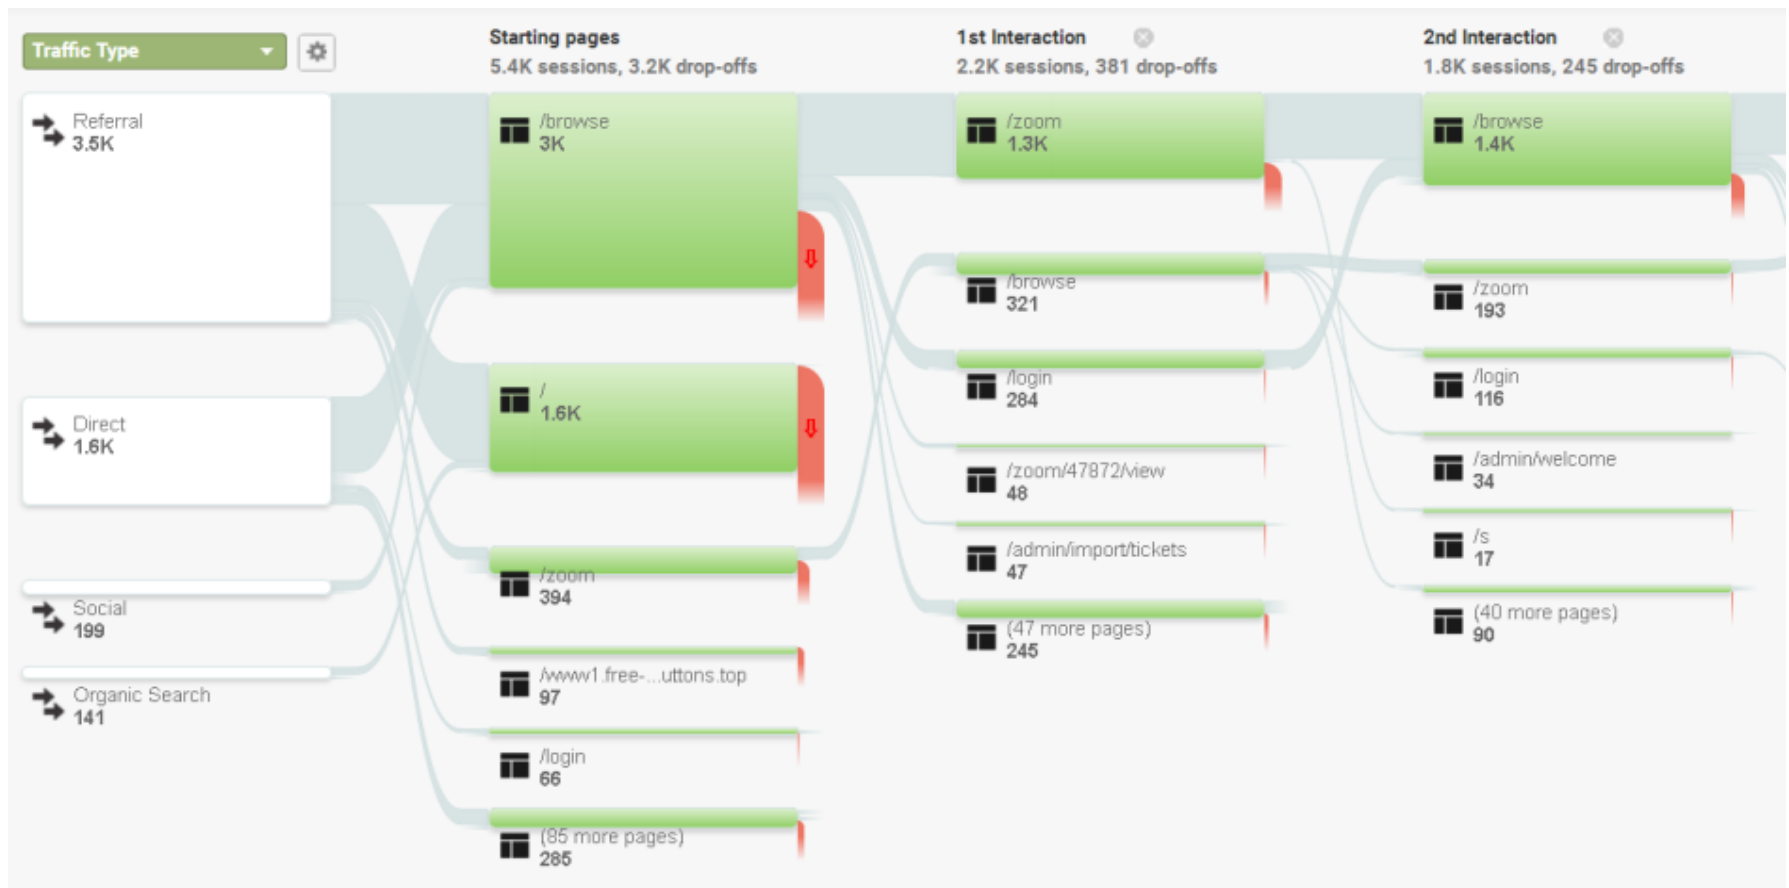 Traffic Type
Starting pages
5.4K sessions, 3.2K drop-offs
1st Interaction
2.2K sessions, 381 drop-offs
2nd Interaction
1.8K sessions, 245 drop-offs
Referral
3.5K
Direct
1.6K
Social
199
Organic Search
141
/browse
3K
/
1.6K
/zoom
394
/www1.free-...uttons.top
97
/login
66
(85 more pages)
285
/zoom
1.3K
/browse
321
/login
284
/zoom/47872/view
48
/admin/import/tickets
47
(47 more pages)
245
/browse
1.4K
/zoom
193
/login
116
/admin/welcome
34
/s
17
(40 more pages)
90